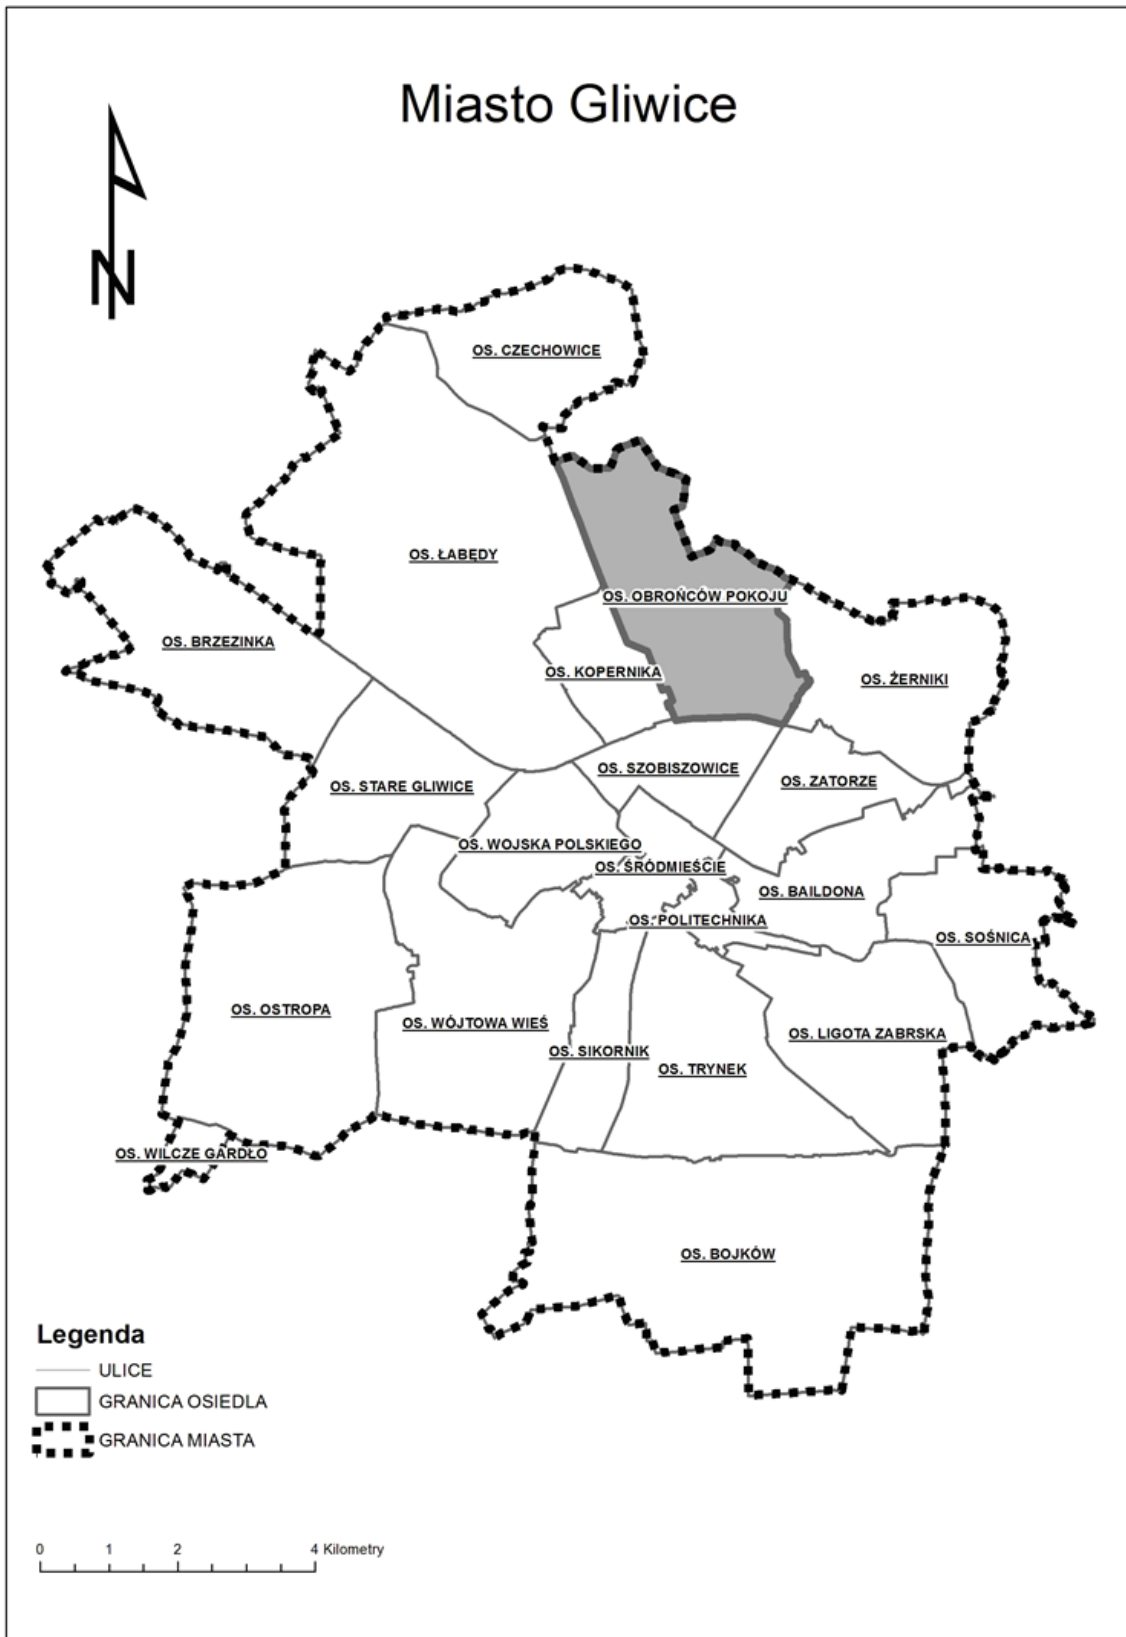 Miasto Gliwice
N
OS. CZECHOWICE
OS. ŁABĘDY
OS. OBROŃCÓW POKOJU
OS. BRZEZINKA
OS. KOPERNIKA
OS. ŻERNIKI
OS. SZOBISZOWICE
OS. ZATORZE
OS. STARE GLIWICE
OS. WOJSKA POLSKIEGO
OS. ŚRÓDMIEŚCIE
OS. BAILDONA
OS. POLITECHNIKA
OS. SOŚNICA
OS. OSTROPA
OS. WÓJTOWA WIEŚ
OS. LIGOTA ZABRSKA
OS. SIKORNIK
OS. TRYNEK
OS. WILCZE GARDŁO
OS. BOJKÓW
Legenda
ULICE
GRANICA OSIEDLA
GRANICA MIASTA
0 1 2 4 Kilometry